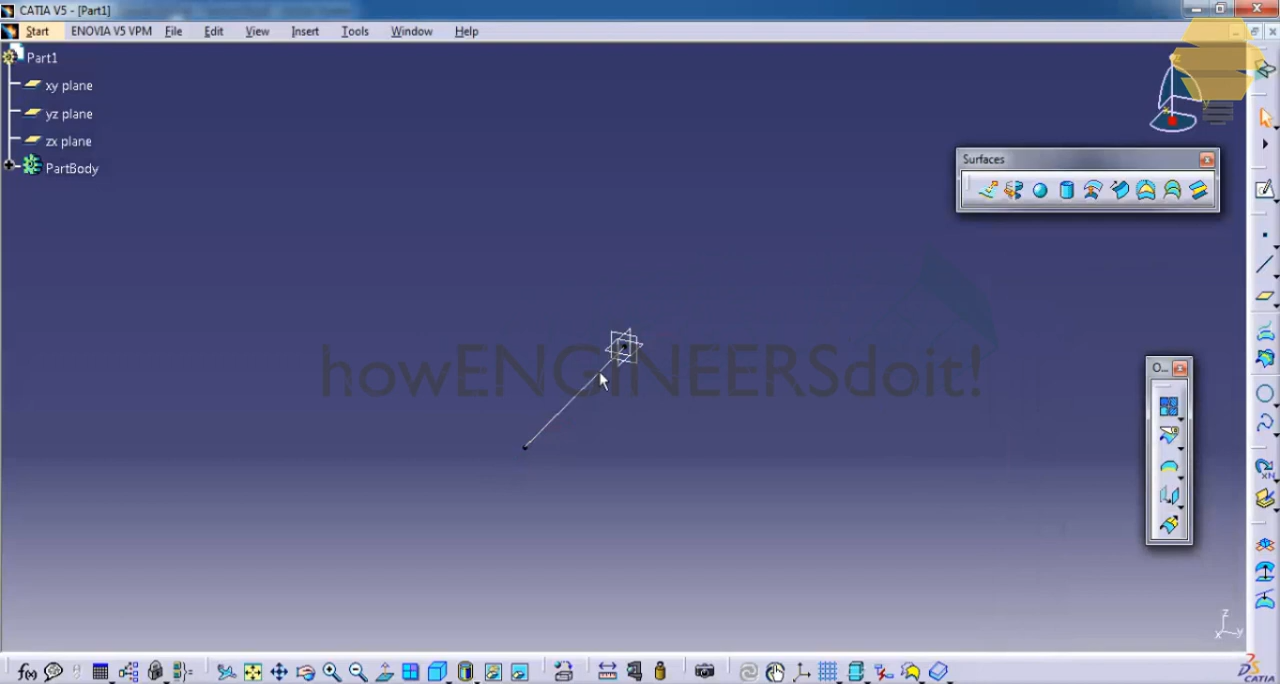 CATIA V5 - [Part1]
Start ENOVIA V5 VPM File Edit View Insert Tools Window Help
Part1
xy plane
yz plane
zx plane
PartBody
Surfaces
howENGINEERSdoit!
O...
z
x y
f(x)
CATIA